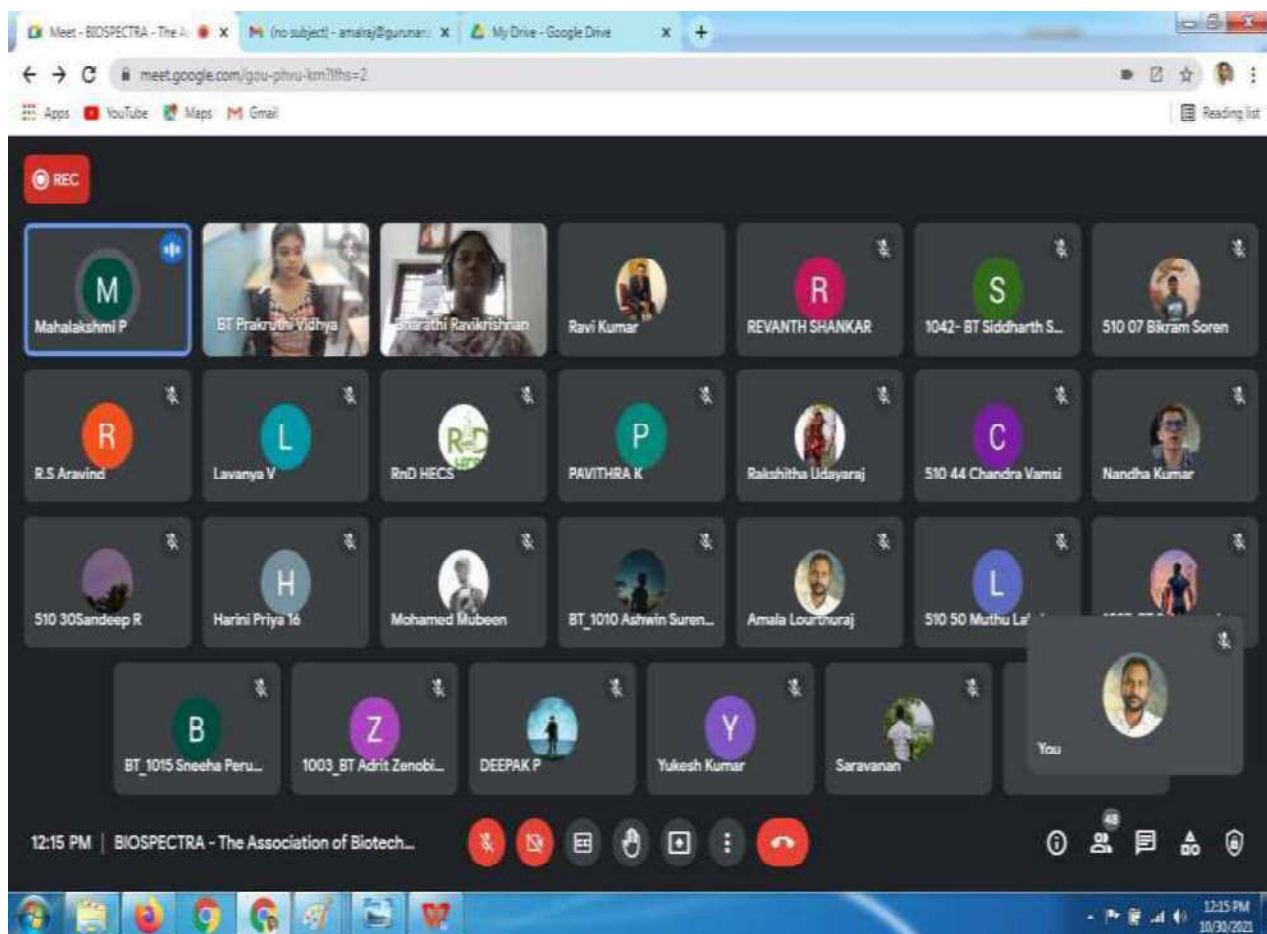 Meet - BIOSPECTRA - The A
(no subject) - amalraj@gurunan
My Drive - Google Drive
meet.google.com/gou-phvu-km?lfhs=2
Apps YouTube Maps Gmail
Reading list
REC
M
Mahalakshmi P
BT Prakruthi Vidhya
Bharathi Ravikrishnan
Ravi Kumar
R
REVANTH SHANKAR
S
1042- BT Siddharth S...
510 07 Bikram Soren
R
R.S Aravind
L
Lavanya V
RnD HECS
P
PAVITHRA K
Rakshitha Udayaraj
C
510 44 Chandra Vamsi
Nandha Kumar
510 30Sandeep R
H
Harini Priya 16
Mohamed Mubeen
BT_1010 Ashwin Suren...
Amala Lourthuraj
L
510 50 Muthu
B
BT_1015 Sneeha Peru...
Z
1003_BT Adrit Zenobi...
DEEPAK P
Y
Yukesh Kumar
Saravanan
You
12:15 PM | BIOSPECTRA - The Association of Biotech...
48
12:15 PM
10/30/2021